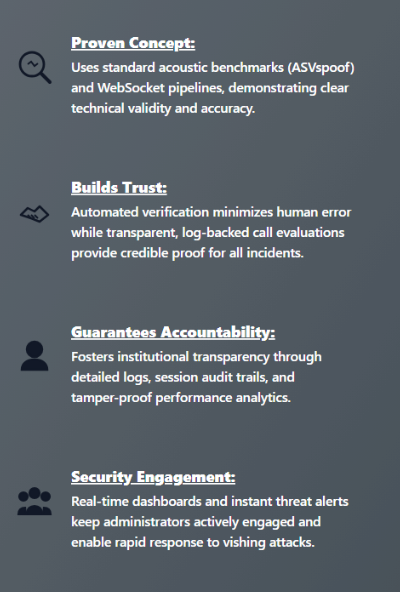 Proven Concept:
Uses standard acoustic benchmarks (ASVspoof)
and WebSocket pipelines, demonstrating clear
technical validity and accuracy.
Builds Trust:
Automated verification minimizes human error
while transparent, log-backed call evaluations
provide credible proof for all incidents.
Guarantees Accountability:
Fosters institutional transparency through
detailed logs, session audit trails, and
tamper-proof performance analytics.
Security Engagement:
Real-time dashboards and instant threat alerts
keep administrators actively engaged and
enable rapid response to vishing attacks.